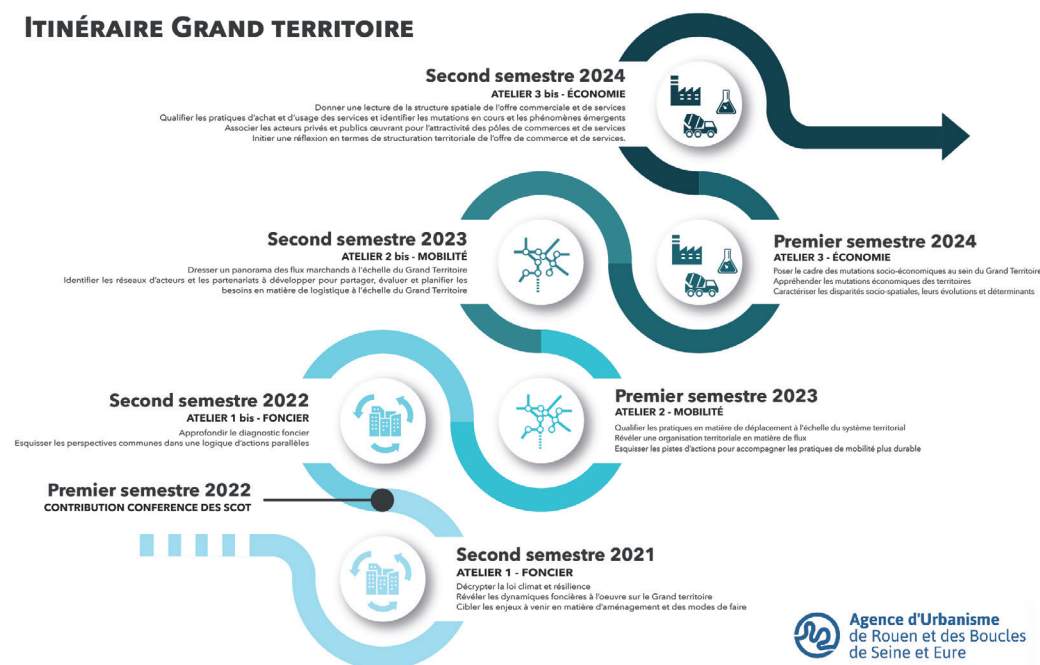 ITINÉRAIRE GRAND TERRITOIRE
Second semestre 2024
ATELIER 3 bis - ÉCONOMIE
Donner une lecture de la structure spatiale de l'offre commerciale et de services
Qualifier les pratiques d'achat et d'usage des services et identifier les mutations en cours et les phénomènes émergents
Associer les acteurs privés et publics œuvrant pour l'attractivité des pôles de commerces et de services
Initier une réflexion en termes de structuration territoriale de l'offre de commerce et de services.
Second semestre 2023
ATELIER 2 bis - MOBILITÉ
Dresser un panorama des flux marchands à l'échelle du Grand Territoire
Identifier les réseaux d'acteurs et les partenariats à développer pour partager, évaluer et planifier les
besoins en matière de logistique à l'échelle du Grand Territoire
Premier semestre 2024
ATELIER 3 - ÉCONOMIE
Poser le cadre des mutations socio-économiques au sein du Grand Territoire
Appréhender les mutations économiques des territoires
Caractériser les disparités socio-spatiales, leurs évolutions et déterminants
Second semestre 2022
ATELIER 1 bis - FONCIER
Approfondir le diagnostic foncier
Esquisser les perspectives communes dans une logique d'actions parallèles
Premier semestre 2023
ATELIER 2 - MOBILITÉ
Qualifier les pratiques en matière de déplacement à l'échelle du système territorial
Révéler une organisation territoriale en matière de flux
Esquisser les pistes d'actions pour accompagner les pratiques de mobilité plus durable
Premier semestre 2022
CONTRIBUTION CONFERENCE DES SCOT
Second semestre 2021
ATELIER 1 - FONCIER
Décrypter la loi climat et résilience
Révéler les dynamiques foncières à l'oeuvre sur le Grand territoire
Cibler les enjeux à venir en matière d'aménagement et des modes de faire
Agence d'Urbanisme
de Rouen et des Boucles
de Seine et Eure